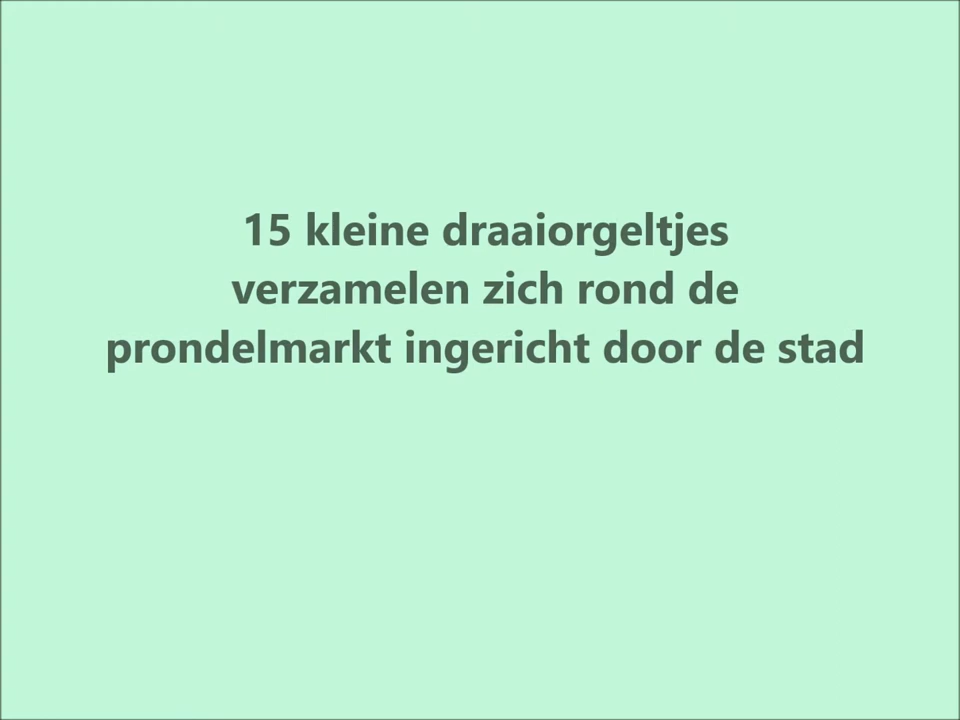 15 kleine draaiorgeltjes
verzamelen zich rond de
prondelmarkt ingericht door de stad